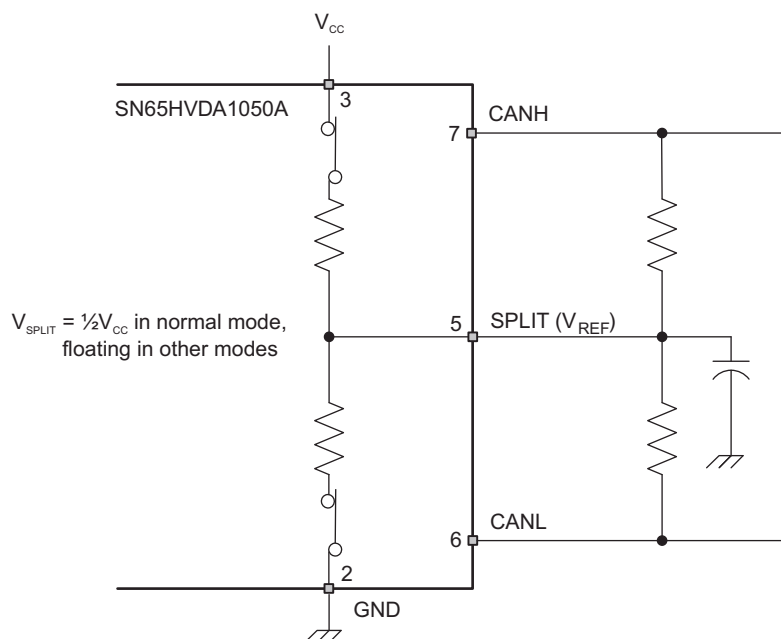 V_CC
SN65HVDA1050A
3
7
CANH
V_SPLIT = ½V_CC in normal mode,
floating in other modes
5
SPLIT (V_REF)
6
CANL
2
GND